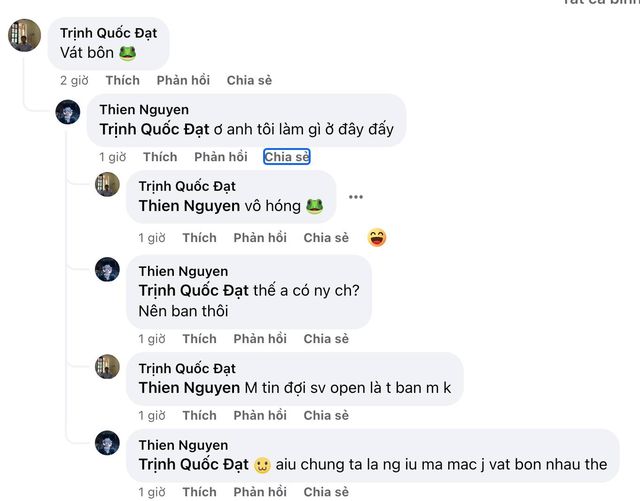 Tất cả bình
Trịnh Quốc Đạt
Vát bôn 🐸
2 giờ Thích Phản hồi Chia sẻ
Thien Nguyen
Trịnh Quốc Đạt ơ anh tôi làm gì ở đây đấy
1 giờ Thích Phản hồi Chia sẻ
Trịnh Quốc Đạt
Thien Nguyen vô hóng 🐸
1 giờ Thích Phản hồi Chia sẻ
Thien Nguyen
Trịnh Quốc Đạt thế a có ny ch?
Nên ban thôi
1 giờ Thích Phản hồi Chia sẻ
Trịnh Quốc Đạt
Thien Nguyen M tin đợi sv open là t ban m k
1 giờ Thích Phản hồi Chia sẻ
Thien Nguyen
Trịnh Quốc Đạt 🐱 aiu chung ta la ng iu ma mac j vat bon nhau the
1 giờ Thích Phản hồi Chia sẻ